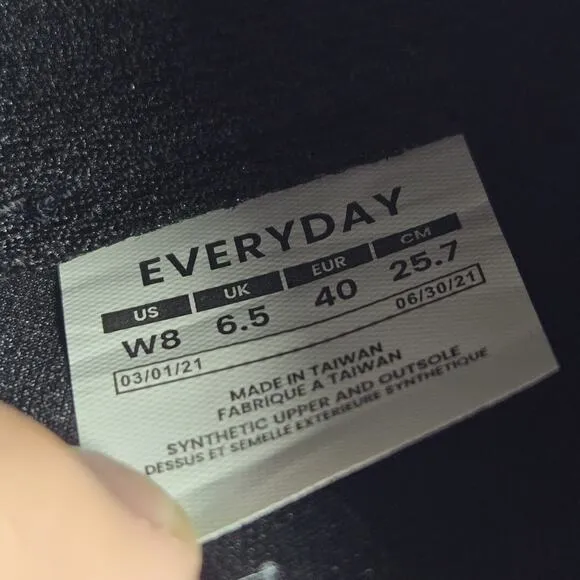 EVERYDAY
US UK EUR CM
W8 6.5 40 25.7
03/01/21 06/30/21
MADE IN TAIWAN
FABRIQUE A TAIWAN
SYNTHETIC UPPER AND OUTSOLE
DESSUS ET SEMELLE EXTERIEURE SYNTHETIQUE